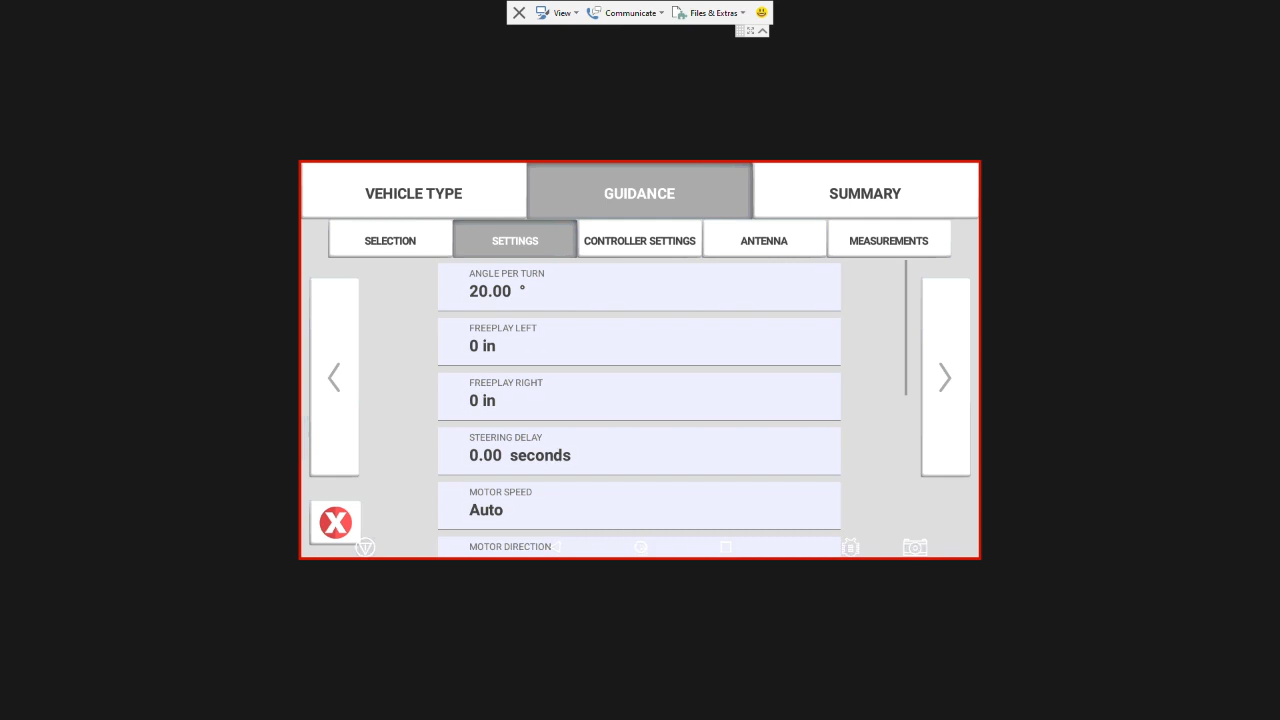 View
Communicate
Files & Extras
VEHICLE TYPE
GUIDANCE
SUMMARY
SELECTION
SETTINGS
CONTROLLER SETTINGS
ANTENNA
MEASUREMENTS
ANGLE PER TURN
20.00 °
FREEPLAY LEFT
0 in
FREEPLAY RIGHT
0 in
STEERING DELAY
0.00 seconds
MOTOR SPEED
Auto
MOTOR DIRECTION